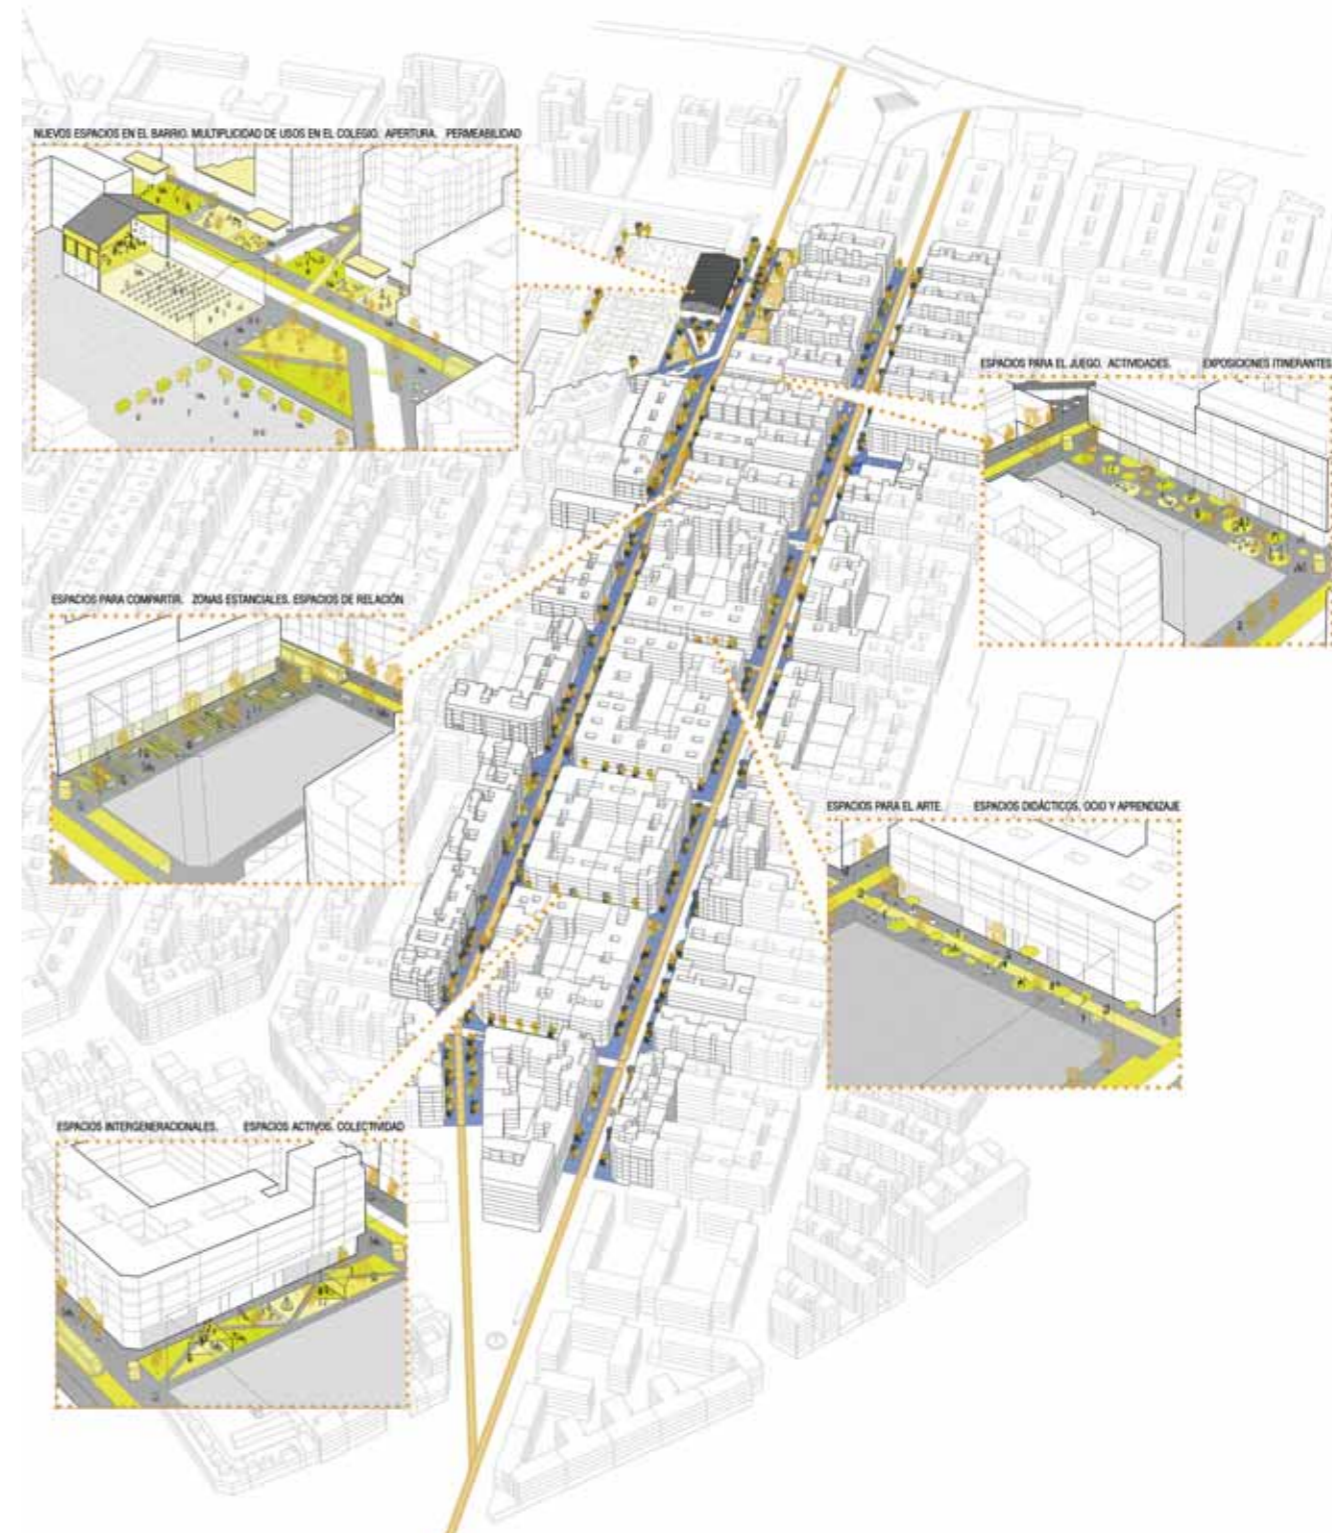 NUEVOS ESPACIOS EN EL BARRIO. MULTIPLICIDAD DE USOS EN EL COLEGIO. APERTURA. PERMEABILIDAD
ESPACIOS PARA EL JUEGO. ACTIVIDADES. EXPOSICIONES ITINERANTES
ESPACIOS PARA COMPARTIR. ZONAS ESTANCIALES. ESPACIOS DE RELACIÓN
ESPACIOS PARA EL ARTE. ESPACIOS DIDÁCTICOS. OCIO Y APRENDIZAJE
ESPACIOS INTERGENERACIONALES. ESPACIOS ACTIVOS. COLECTIVIDAD